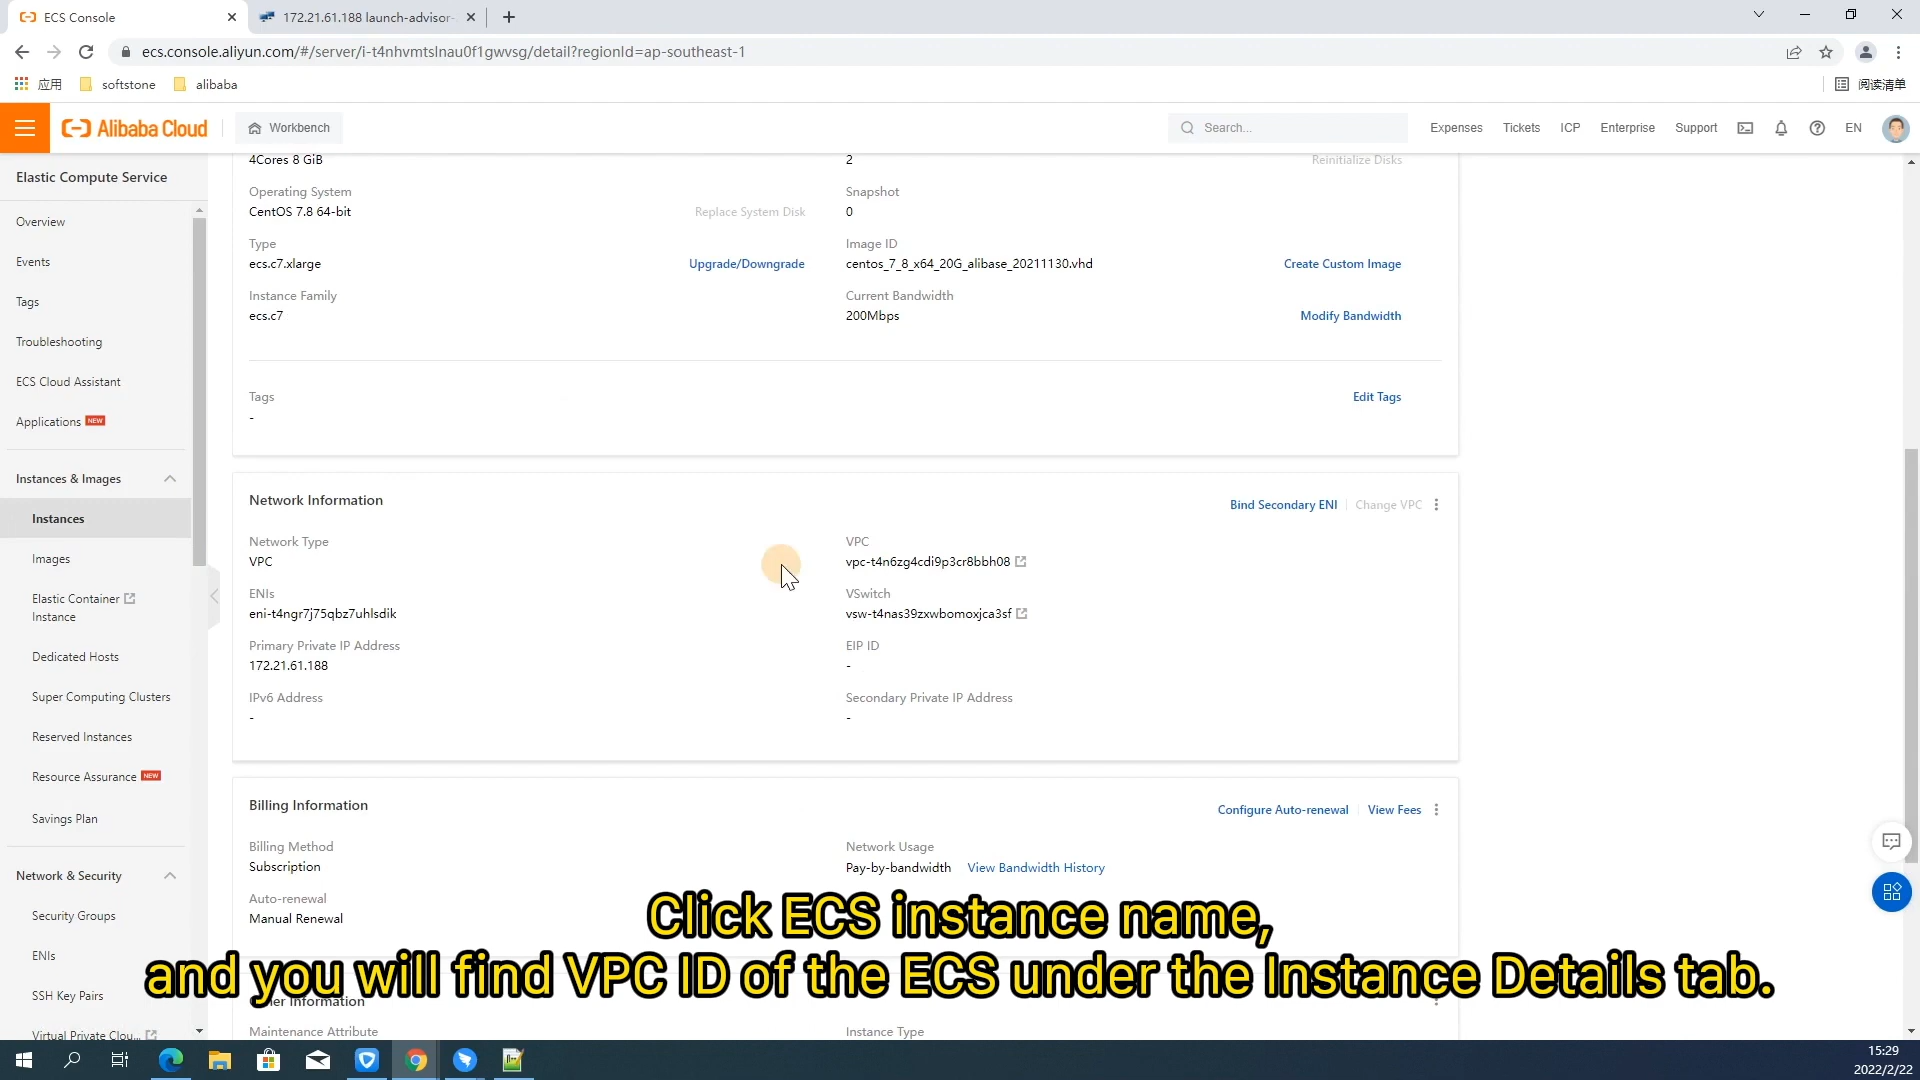 ECS Console
172.21.61.188 launch-advisor-
ecs.console.aliyun.com/#/server/i-t4nhvmtslnau0f1gwvsg/detail?regionId=ap-southeast-1
应用
softstone
alibaba
阅读清单
Alibaba Cloud
Workbench
Search...
Expenses
Tickets
ICP
Enterprise
Support
EN
Elastic Compute Service
Overview
Events
Tags
Troubleshooting
ECS Cloud Assistant
Applications NEW
Instances & Images
Instances
Images
Elastic Container
Instance
Dedicated Hosts
Super Computing Clusters
Reserved Instances
Resource Assurance NEW
Savings Plan
Network & Security
Security Groups
ENIs
SSH Key Pairs
Virtual Private Clou...
4Cores 8 GiB
2
Reinitialize Disks
Operating System
CentOS 7.8 64-bit
Replace System Disk
Snapshot
0
Type
ecs.c7.xlarge
Upgrade/Downgrade
Image ID
centos_7_8_x64_20G_alibase_20211130.vhd
Create Custom Image
Instance Family
ecs.c7
Current Bandwidth
200Mbps
Modify Bandwidth
Tags
-
Edit Tags
Network Information
Bind Secondary ENI
Change VPC
Network Type
VPC
VPC
vpc-t4n6zg4cdi9p3cr8bbh08
ENIs
eni-t4ngr7j75qbz7uhlsdik
VSwitch
vsw-t4nas39zxwbomoxjca3sf
Primary Private IP Address
172.21.61.188
EIP ID
-
IPv6 Address
-
Secondary Private IP Address
-
Billing Information
Configure Auto-renewal
View Fees
Billing Method
Subscription
Network Usage
Pay-by-bandwidth View Bandwidth History
Auto-renewal
Manual Renewal
Click ECS instance name,
and you will find VPC ID of the ECS under the Instance Details tab.
Other Information
Maintenance Attribute
Instance Type
15:29
2022/2/22